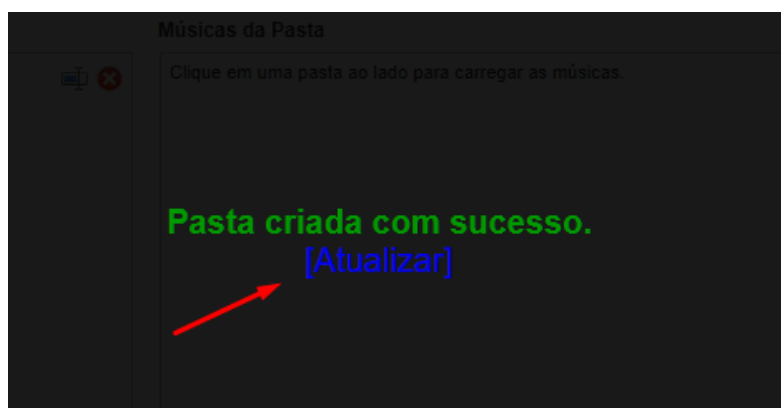 Músicas da Pasta
Clique em uma pasta ao lado para carregar as músicas.
Pasta criada com sucesso.
[Atualizar]